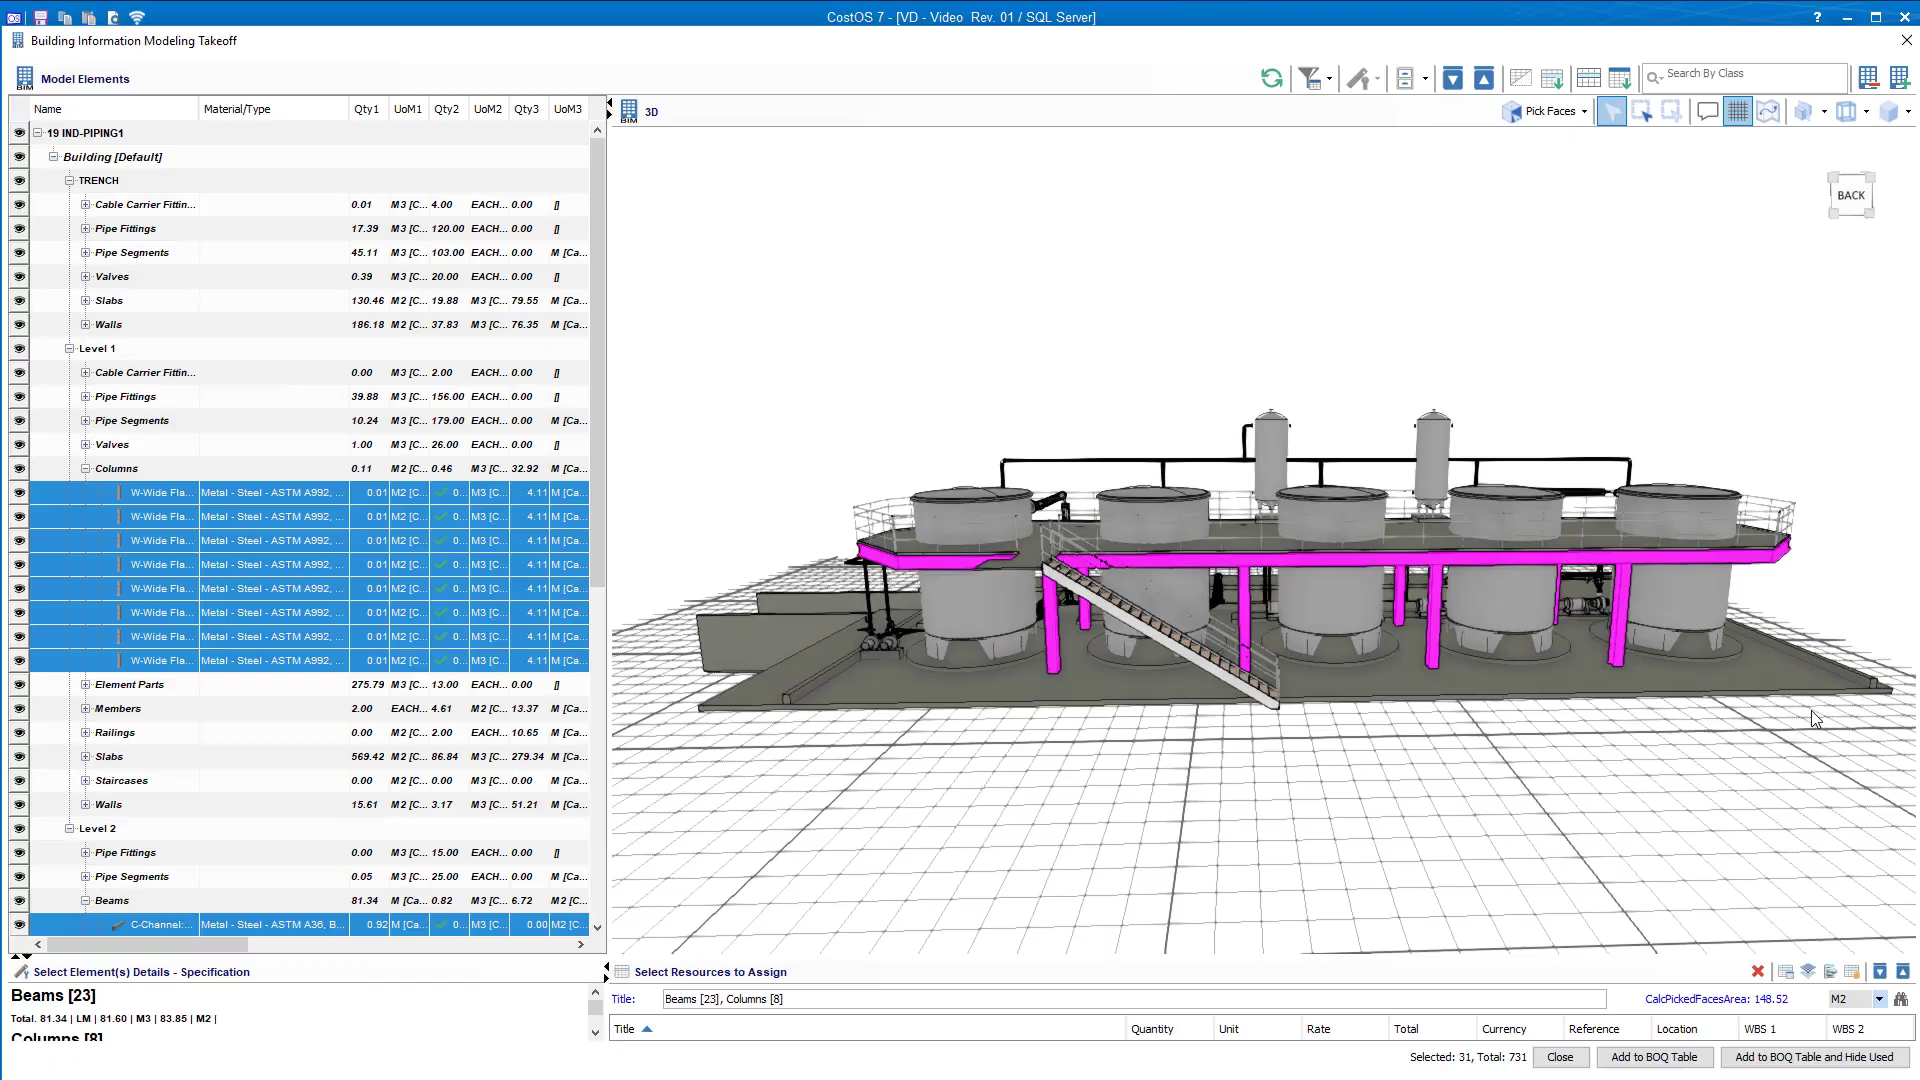 CostOS 7 - [VD - Video  Rev. 01 / SQL Server]
Building Information Modeling Takeoff
Model Elements
Search By Class
Name Material/Type Qty1 UoM1 Qty2 UoM2 Qty3 UoM3
3D
Pick Faces
BACK
19 IND-PIPING1
Building [Default]
TRENCH
Cable Carrier Fittin... 0.01 M3 [C... 4.00 EACH... 0.00 []
Pipe Fittings 17.39 M3 [C... 120.00 EACH... 0.00 []
Pipe Segments 45.11 M3 [C... 103.00 EACH... 0.00 M [Ca...
Valves 0.39 M3 [C... 20.00 EACH... 0.00 []
Slabs 130.46 M2 [C... 19.88 M3 [C... 79.55 M [Ca...
Walls 186.18 M2 [C... 37.83 M3 [C... 76.35 M [Ca...
Level 1
Cable Carrier Fittin... 0.00 M3 [C... 2.00 EACH... 0.00 []
Pipe Fittings 39.88 M3 [C... 156.00 EACH... 0.00 []
Pipe Segments 10.24 M3 [C... 179.00 EACH... 0.00 M [Ca...
Valves 1.00 M3 [C... 26.00 EACH... 0.00 []
Columns 0.11 M2 [C... 0.46 M3 [C... 32.92 M [Ca...
W-Wide Fla... Metal - Steel - ASTM A992, ... 0.01 M2 [C... 0... M3 [C... 4.11 M [Ca...
W-Wide Fla... Metal - Steel - ASTM A992, ... 0.01 M2 [C... 0... M3 [C... 4.11 M [Ca...
W-Wide Fla... Metal - Steel - ASTM A992, ... 0.01 M2 [C... 0... M3 [C... 4.11 M [Ca...
W-Wide Fla... Metal - Steel - ASTM A992, ... 0.01 M2 [C... 0... M3 [C... 4.11 M [Ca...
W-Wide Fla... Metal - Steel - ASTM A992, ... 0.01 M2 [C... 0... M3 [C... 4.11 M [Ca...
W-Wide Fla... Metal - Steel - ASTM A992, ... 0.01 M2 [C... 0... M3 [C... 4.11 M [Ca...
W-Wide Fla... Metal - Steel - ASTM A992, ... 0.01 M2 [C... 0... M3 [C... 4.11 M [Ca...
W-Wide Fla... Metal - Steel - ASTM A992, ... 0.01 M2 [C... 0... M3 [C... 4.11 M [Ca...
Element Parts 275.79 M3 [C... 13.00 EACH... 0.00 []
Members 2.00 EACH... 4.61 M2 [C... 13.37 M [Ca...
Railings 0.00 M2 [C... 2.00 M3 [C... 10.65 M [Ca...
Slabs 569.42 M2 [C... 86.84 M3 [C... 279.34 M [Ca...
Staircases 0.00 M2 [C... 0.00 M3 [C... 0.00 M [Ca...
Walls 15.61 M2 [C... 3.17 M3 [C... 51.21 M [Ca...
Level 2
Pipe Fittings 0.00 M3 [C... 15.00 EACH... 0.00 []
Pipe Segments 0.05 M3 [C... 25.00 EACH... 0.00 M [Ca...
Beams 81.34 M [Ca... 0.82 M3 [C... 6.72 M2 [C...
C-Channel:... Metal - Steel - ASTM A36, B... 0.92 M [Ca... 0... M3 [C... 0.00 M2 [C...
Select Element(s) Details - Specification
Beams [23]
Total. 81.34 | LM | 81.60 | M3 | 83.85 | M2 |
Columns [8]
Select Resources to Assign
Title: Beams [23], Columns [8] CalcPickedFacesArea: 148.52 M2
Title Quantity Unit Rate Total Currency Reference Location WBS 1 WBS 2
Selected: 31, Total: 731 Close Add to BOQ Table Add to BOQ Table and Hide Used